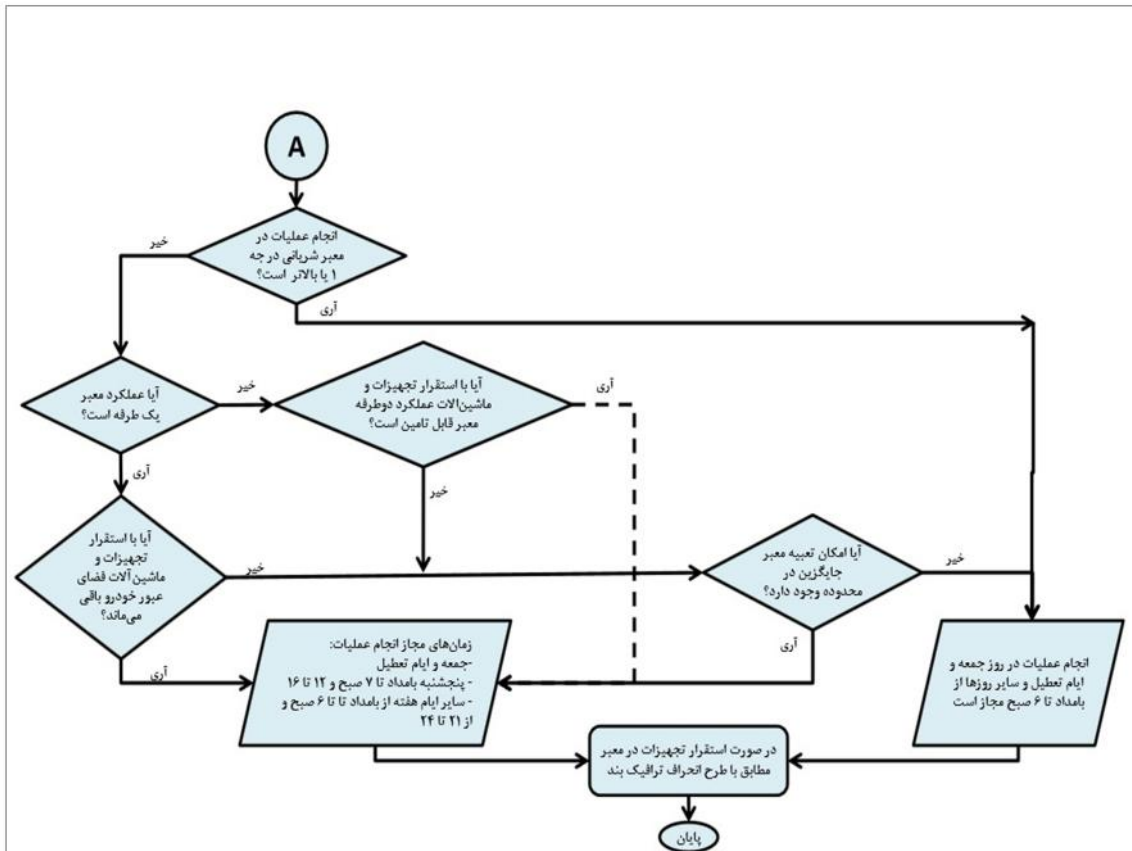 A
انجام عملیات در
معبر شریانی در جه
۱ یا بالاتر است؟
خیر
آری
آیا عملکرد معبر
یک طرفه است؟
خیر
آیا با استقرار تجهیزات و
ماشین‌الات عملکرد دوطرفه
معبر قابل تامین است؟
آری
آری
خیر
آیا با استقرار
تجهیزات و
ماشین‌آلات فضای
عبور خودرو باقی
می‌ماند؟
خیر
آیا امکان تعبیه معبر
جایگزین در
محدوده وجود دارد؟
خیر
آری
آری
زمان‌های مجاز انجام عملیات:
-جمعه و ایام تعطیل
- پنجشنبه بامداد تا ۷ صبح و ۱۲ تا ۱۶
- سایر ایام هفته از بامداد تا تا ۶ صبح و
از ۲۱ تا ۲۴
انجام عملیات در روز جمعه و
ایام تعطیل و سایر روزها از
بامداد تا ۶ صبح مجاز است
در صورت استقرار تجهیزات در معبر
مطابق با طرح انحراف ترافیک بند
پایان